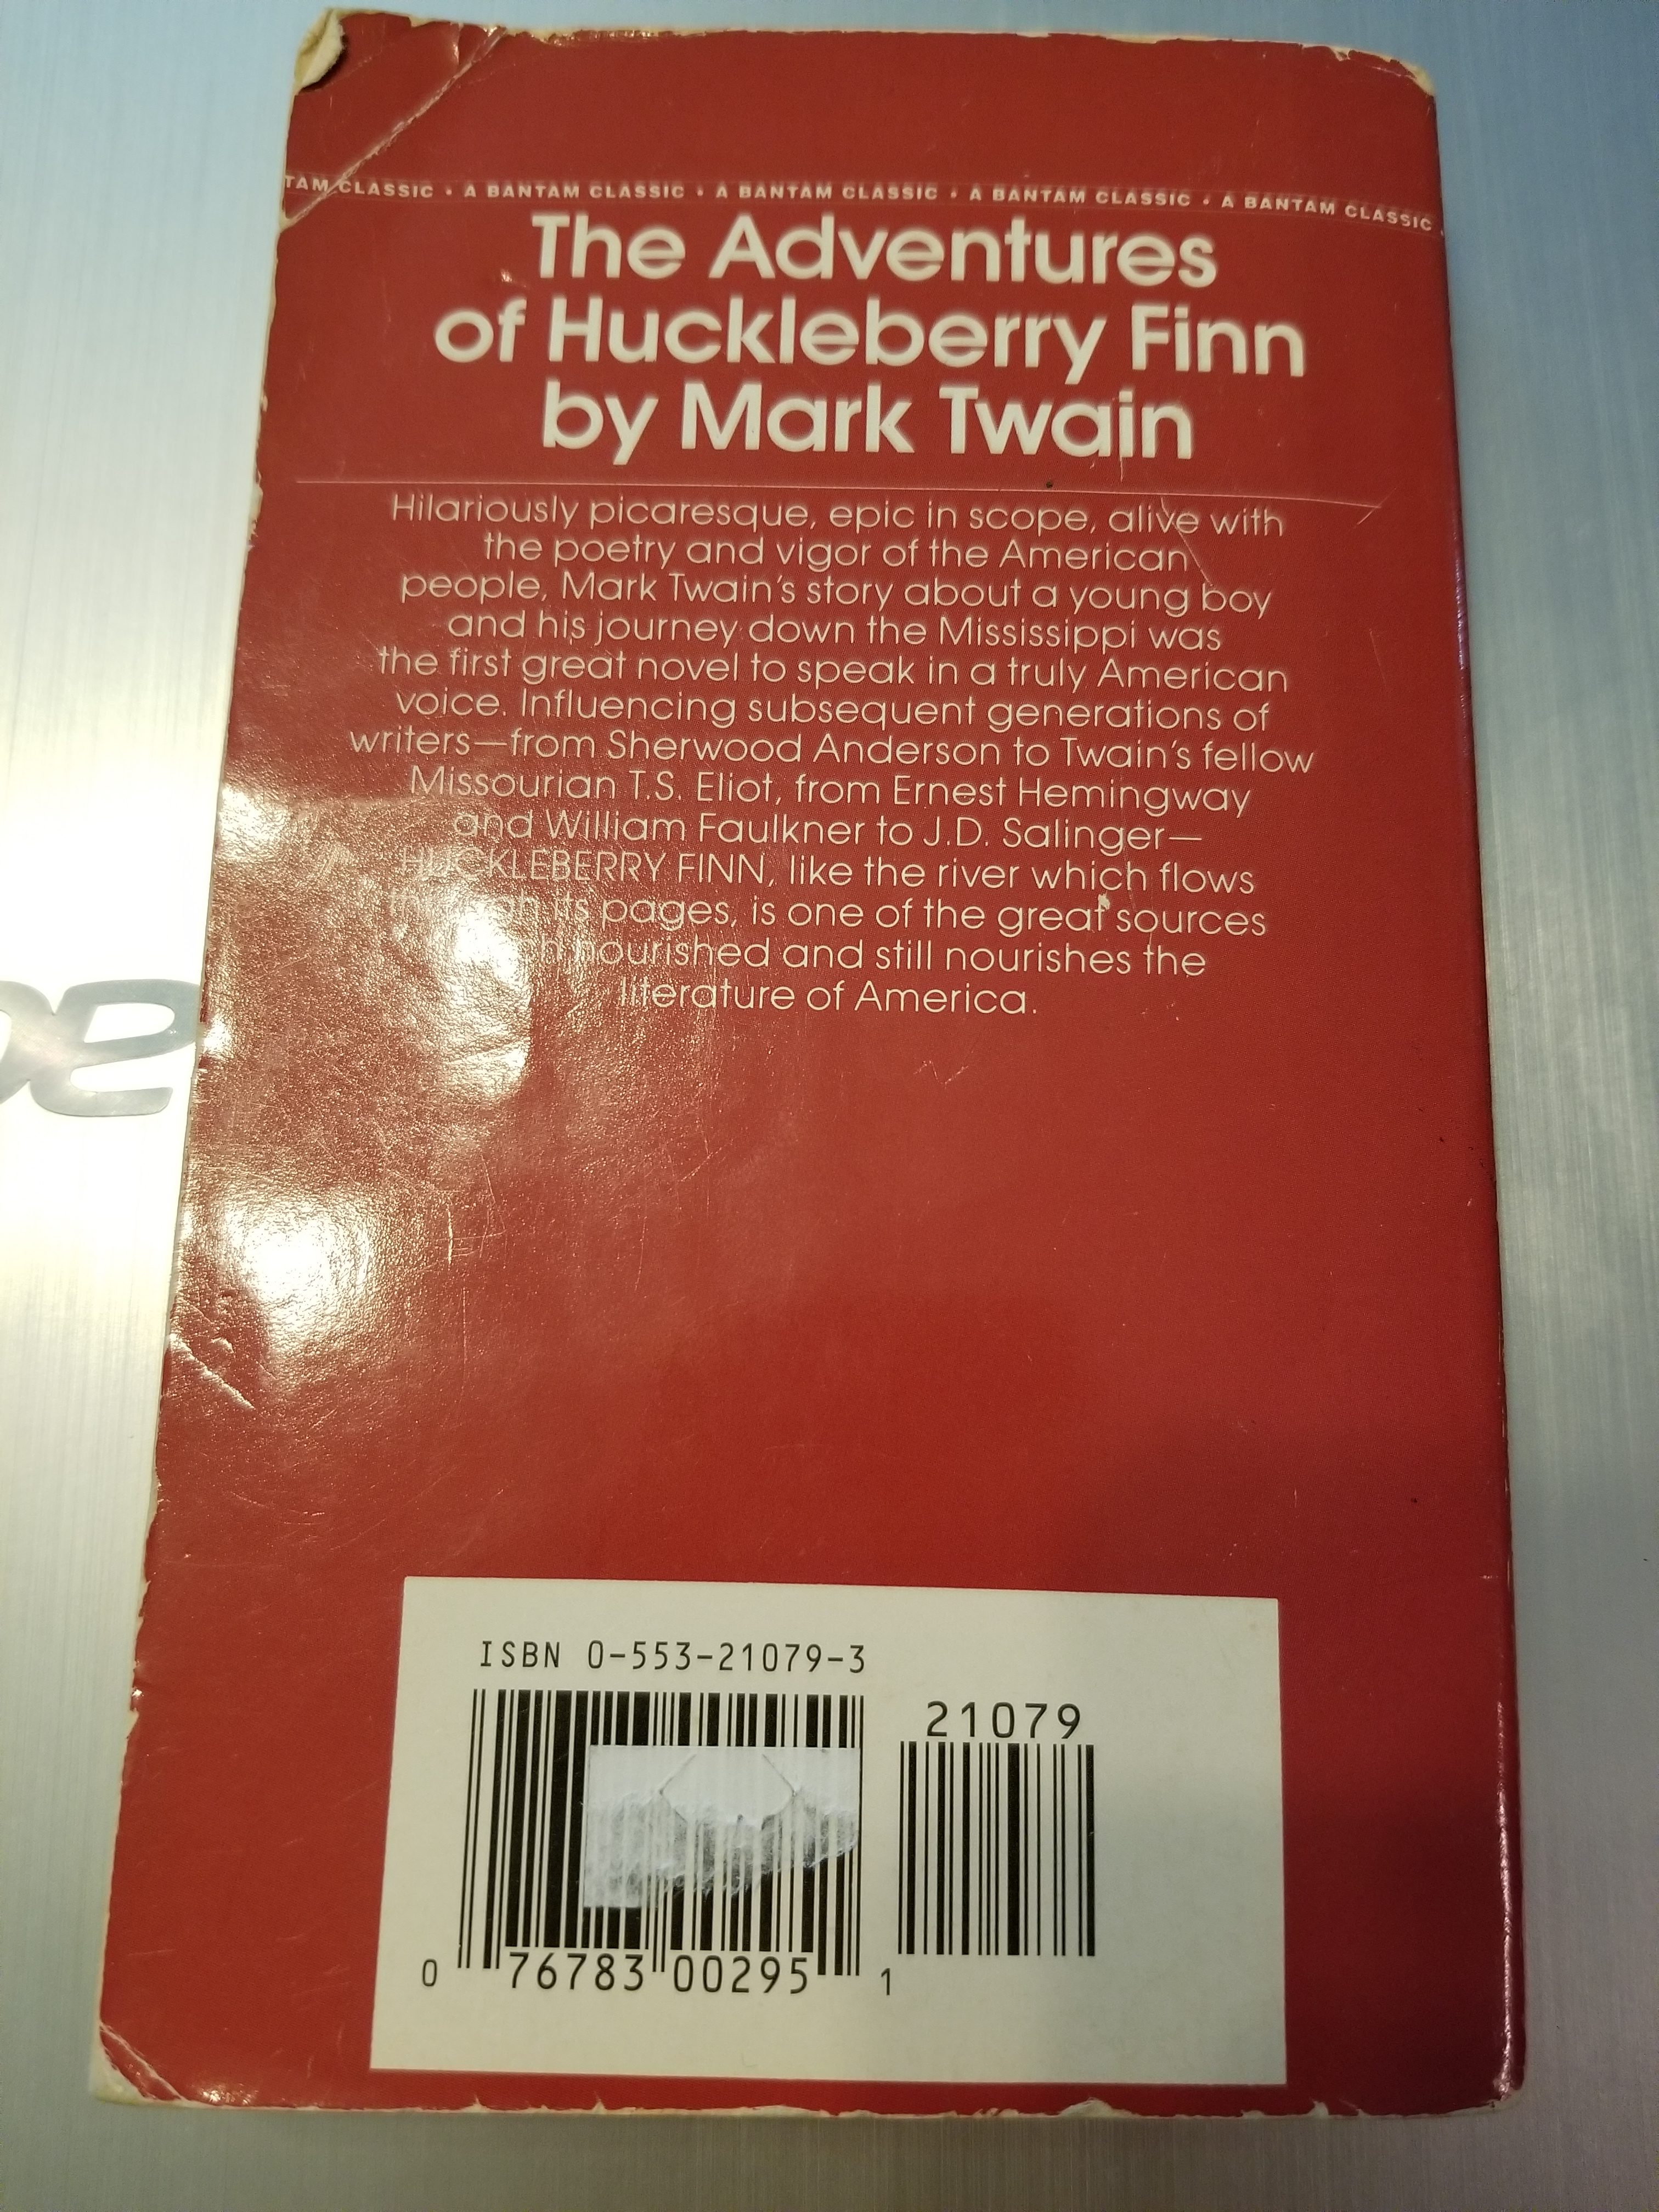 TAM CLASSIC • A BANTAM CLASSIC • A BANTAM CLASSIC • A BANTAM CLASSIC • A BANTAM CLASSIC •
The Adventures
of Huckleberry Finn
by Mark Twain
Hilariously picaresque, epic in scope, alive with
the poetry and vigor of the American
people, Mark Twain's story about a young boy
and his journey down the Mississippi was
the first great novel to speak in a truly American
voice. Influencing subsequent generations of
writers—from Sherwood Anderson to Twain's fellow
Missourian T.S. Eliot, from Ernest Hemingway
and William Faulkner to J.D. Salinger—
HUCKLEBERRY FINN, like the river which flows
through its pages, is one of the great sources
nourished and still nourishes the
literature of America.
ISBN 0-553-21079-3
21079
0 76783 00295 1